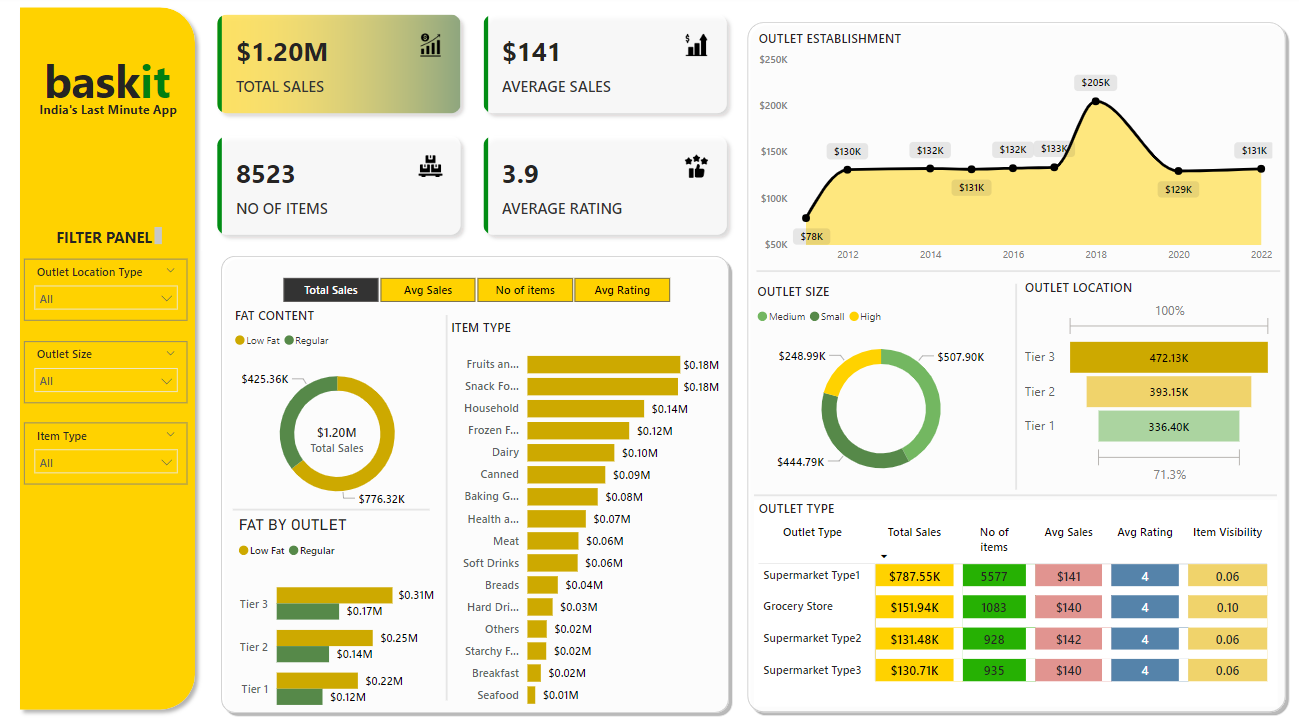 baskit
India's Last Minute App
FILTER PANEL
Outlet Location Type
All
Outlet Size
All
Item Type
All
$1.20M
TOTAL SALES
$141
AVERAGE SALES
8523
NO OF ITEMS
3.9
AVERAGE RATING
Total Sales Avg Sales No of items Avg Rating
FAT CONTENT
Low Fat Regular
$425.36K
$1.20M
Total Sales
$776.32K
FAT BY OUTLET
Low Fat Regular
Tier 3 $0.31M
$0.17M
Tier 2 $0.25M
$0.14M
Tier 1 $0.22M
$0.12M
ITEM TYPE
Fruits an... $0.18M
Snack Fo... $0.18M
Household $0.14M
Frozen F... $0.12M
Dairy $0.10M
Canned $0.09M
Baking G... $0.08M
Health a... $0.07M
Meat $0.06M
Soft Drinks $0.06M
Breads $0.04M
Hard Dri... $0.03M
Others $0.02M
Starchy F... $0.02M
Breakfast $0.02M
Seafood $0.01M
OUTLET ESTABLISHMENT
$250K
$200K
$150K
$100K
$50K
$78K
$130K
$132K
$131K
$132K
$133K
$205K
$129K
$131K
2012 2014 2016 2018 2020 2022
OUTLET SIZE
Medium Small High
$248.99K
$507.90K
$444.79K
OUTLET LOCATION
100%
Tier 3 472.13K
Tier 2 393.15K
Tier 1 336.40K
71.3%
OUTLET TYPE
Outlet Type Total Sales No of items Avg Sales Avg Rating Item Visibility
Supermarket Type1 $787.55K 5577 $141 4 0.06
Grocery Store $151.94K 1083 $140 4 0.10
Supermarket Type2 $131.48K 928 $142 4 0.06
Supermarket Type3 $130.71K 935 $140 4 0.06